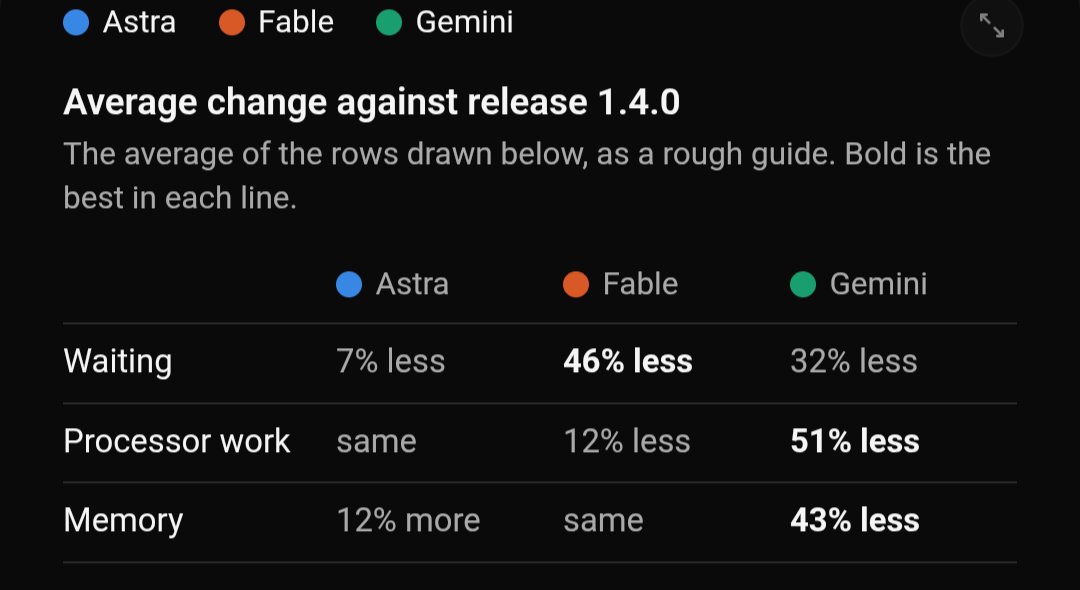 Astra Fable Gemini
Average change against release 1.4.0
The average of the rows drawn below, as a rough guide. Bold is the
best in each line.
Astra Fable Gemini
Waiting 7% less 46% less 32% less
Processor work same 12% less 51% less
Memory 12% more same 43% less